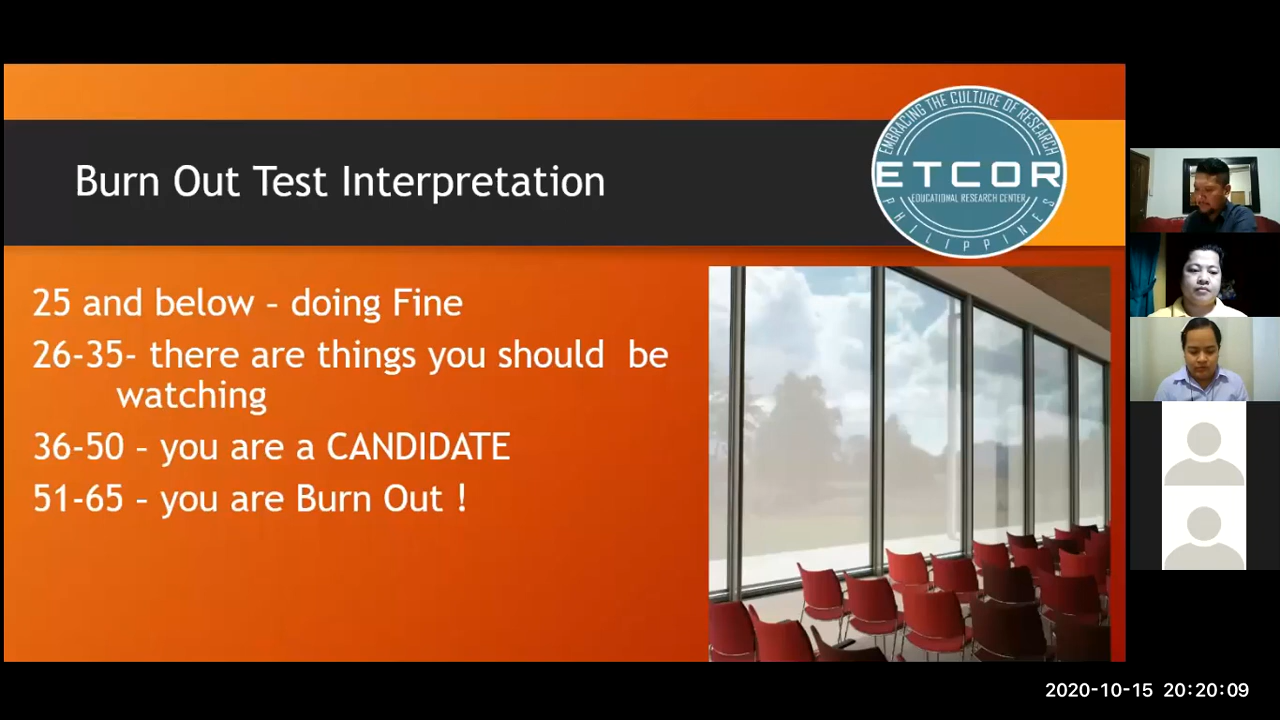 Burn Out Test Interpretation
EMBRACING THE CULTURE OF RESEARCH
ETCOR
EDUCATIONAL RESEARCH CENTER
PHILIPPINES
25 and below – doing Fine
26-35- there are things you should be
watching
36-50 – you are a CANDIDATE
51-65 – you are Burn Out !
2020-10-15 20:20:09